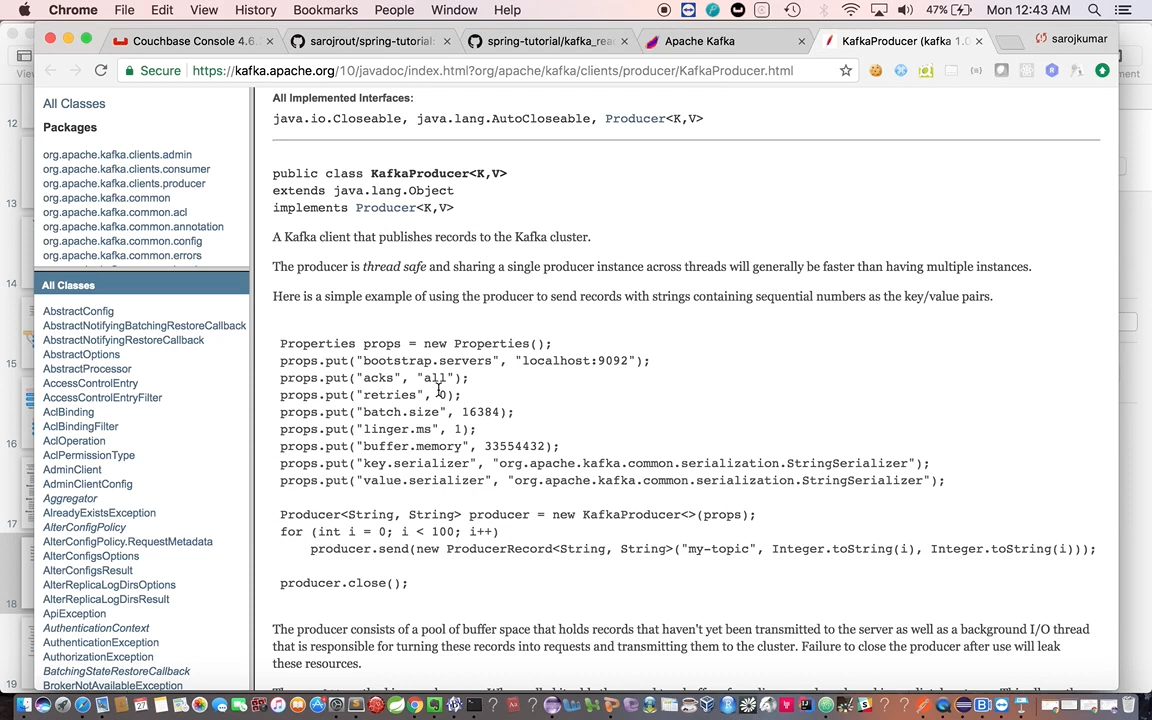 Chrome File Edit View History Bookmarks People Window Help 47% Mon 12:43 AM
Couchbase Console 4.6. sarojrout/spring-tutorial: spring-tutorial/kafka_rea Apache Kafka KafkaProducer (kafka 1.0 sarojkumar
Secure https://kafka.apache.org/10/javadoc/index.html?org/apache/kafka/clients/producer/KafkaProducer.html
12
13
14
15
16
17
18
19
All Classes
Packages
org.apache.kafka.clients.admin
org.apache.kafka.clients.consumer
org.apache.kafka.clients.producer
org.apache.kafka.common
org.apache.kafka.common.acl
org.apache.kafka.common.annotation
org.apache.kafka.common.config
org.apache.kafka.common.errors
All Classes
AbstractConfig
AbstractNotifyingBatchingRestoreCallback
AbstractNotifyingRestoreCallback
AbstractOptions
AbstractProcessor
AccessControlEntry
AccessControlEntryFilter
AclBinding
AclBindingFilter
AclOperation
AclPermissionType
AdminClient
AdminClientConfig
Aggregator
AlreadyExistsException
AlterConfigPolicy
AlterConfigPolicy.RequestMetadata
AlterConfigsOptions
AlterConfigsResult
AlterReplicaLogDirsOptions
AlterReplicaLogDirsResult
ApiException
AuthenticationContext
AuthenticationException
AuthorizationException
BatchingStateRestoreCallback
BrokerNotAvailableException
All Implemented Interfaces:
java.io.Closeable, java.lang.AutoCloseable, Producer<K,V>
public class KafkaProducer<K,V>
extends java.lang.Object
implements Producer<K,V>
A Kafka client that publishes records to the Kafka cluster.
The producer is thread safe and sharing a single producer instance across threads will generally be faster than having multiple instances.
Here is a simple example of using the producer to send records with strings containing sequential numbers as the key/value pairs.
Properties props = new Properties();
props.put("bootstrap.servers", "localhost:9092");
props.put("acks", "all");
props.put("retries", 0);
props.put("batch.size", 16384);
props.put("linger.ms", 1);
props.put("buffer.memory", 33554432);
props.put("key.serializer", "org.apache.kafka.common.serialization.StringSerializer");
props.put("value.serializer", "org.apache.kafka.common.serialization.StringSerializer");
Producer<String, String> producer = new KafkaProducer<>(props);
for (int i = 0; i < 100; i++)
producer.send(new ProducerRecord<String, String>("my-topic", Integer.toString(i), Integer.toString(i)));
producer.close();
The producer consists of a pool of buffer space that holds records that haven't yet been transmitted to the server as well as a background I/O thread
that is responsible for turning these records into requests and transmitting them to the cluster. Failure to close the producer after use will leak
these resources.